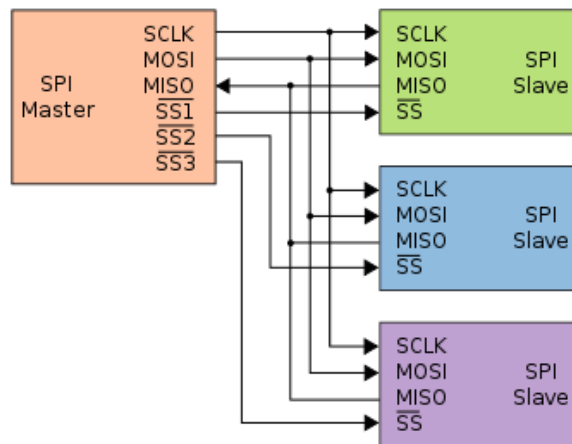 SCLK
MOSI
MISO
SS1
SS2
SS3
SPI
Master
SCLK
MOSI
MISO
SS
SPI
Slave
SCLK
MOSI
MISO
SS
SPI
Slave
SCLK
MOSI
MISO
SS
SPI
Slave